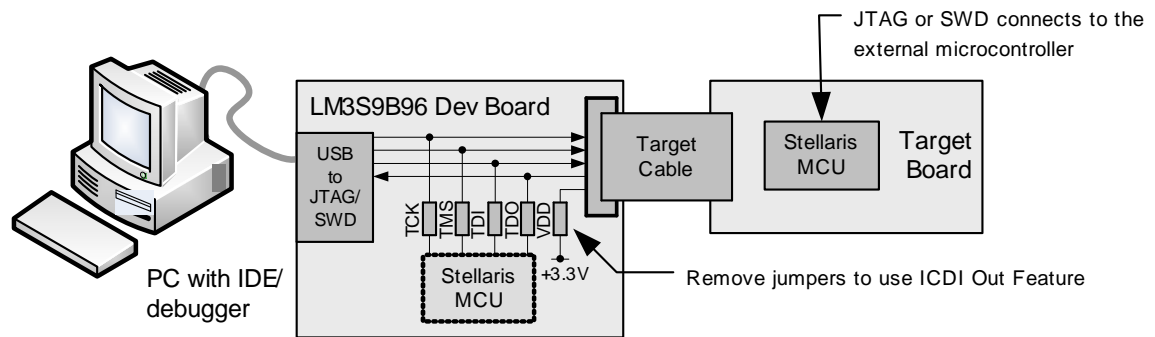 JTAG or SWD connects to the
external microcontroller
LM3S9B96 Dev Board
USB
to
JTAG/
SWD
Target
Cable
Stellaris
MCU
Target
Board
TCK
TMS
TDI
TDO
VDD
+3.3V
Stellaris
MCU
PC with IDE/
debugger
Remove jumpers to use ICDI Out Feature